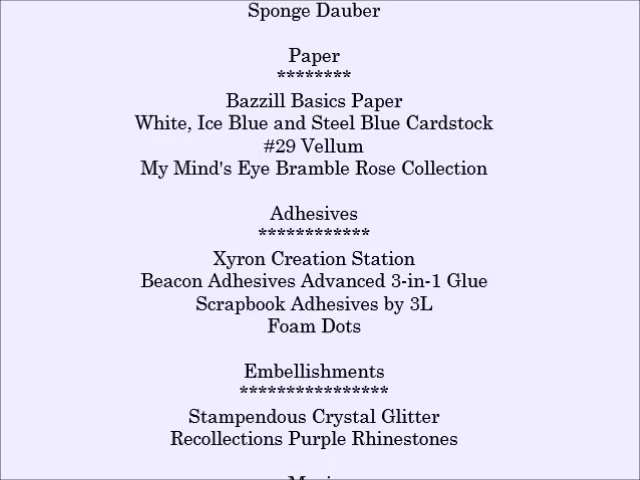 Sponge Dauber
Paper
********
Bazzill Basics Paper
White, Ice Blue and Steel Blue Cardstock
#29 Vellum
My Mind's Eye Bramble Rose Collection
Adhesives
************
Xyron Creation Station
Beacon Adhesives Advanced 3-in-1 Glue
Scrapbook Adhesives by 3L
Foam Dots
Embellishments
****************
Stampendous Crystal Glitter
Recollections Purple Rhinestones